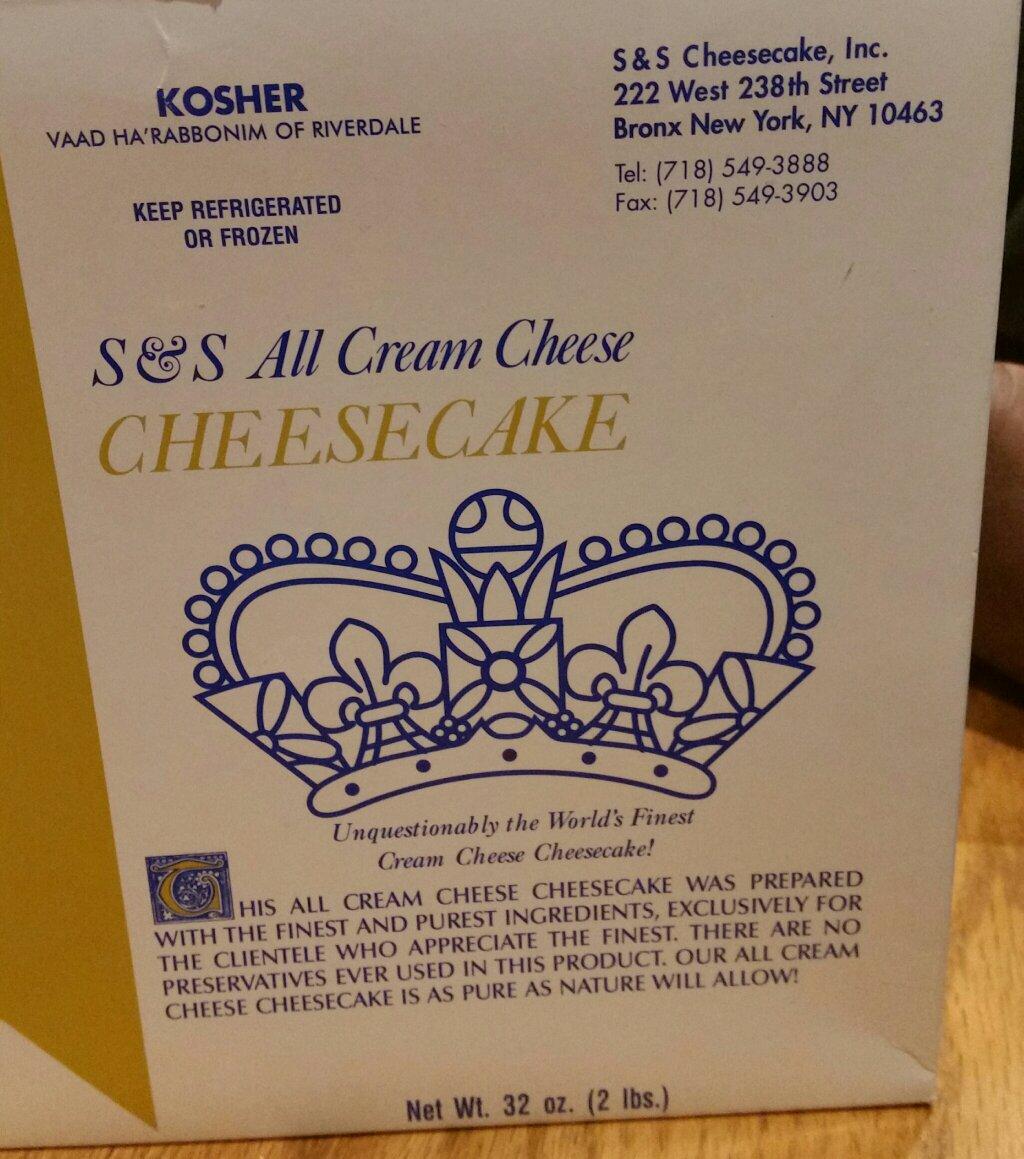 KOSHER
VAAD HA'RABBONIM OF RIVERDALE
KEEP REFRIGERATED
OR FROZEN
S&S Cheesecake, Inc.
222 West 238th Street
Bronx New York, NY 10463
Tel: (718) 549-3888
Fax: (718) 549-3903
S&S All Cream Cheese
CHEESECAKE
Unquestionably the World's Finest
Cream Cheese Cheesecake!
THIS ALL CREAM CHEESE CHEESECAKE WAS PREPARED
WITH THE FINEST AND PUREST INGREDIENTS, EXCLUSIVELY FOR
THE CLIENTELE WHO APPRECIATE THE FINEST. THERE ARE NO
PRESERVATIVES EVER USED IN THIS PRODUCT. OUR ALL CREAM
CHEESE CHEESECAKE IS AS PURE AS NATURE WILL ALLOW!
Net Wt. 32 oz. (2 lbs.)